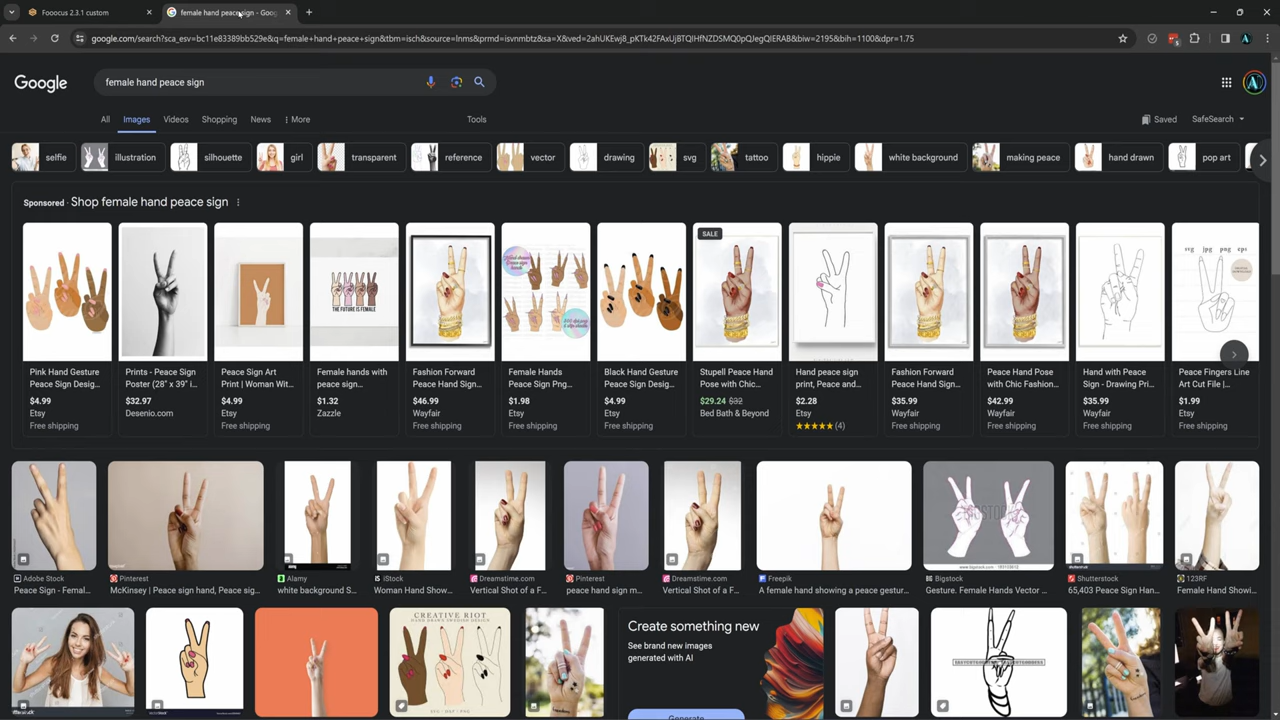 Fooocus 2.3.1 custom
female hand peace sign - Goog
google.com/search?sca_esv=bc11e83389bb529e&q=female+hand+peace+sign&tbm=isch&source=lnms&prmd=isvnmbtz&sa=X&ved=2ahUKEwj8_pKTk42FAxUjBTQIHfNZDSMQ0pQJegQIERAB&biw=2195&bih=1100&dpr=1.75
Google
female hand peace sign
All
Images
Videos
Shopping
News
More
Tools
Saved
SafeSearch
selfie
illustration
silhouette
girl
transparent
reference
vector
drawing
svg
tattoo
hippie
white background
making peace
hand drawn
pop art
Sponsored · Shop female hand peace sign
SALE
THE FUTURE IS FEMALE
svg jpg png eps
Pink Hand Gesture
Peace Sign Desig...
$4.99
Etsy
Free shipping
Prints - Peace Sign
Poster (28" x 39" i...
$32.97
Desenio.com
Peace Sign Art
Print | Woman Wit...
$4.99
Etsy
Free shipping
Female hands with
peace sign...
$1.32
Zazzle
Fashion Forward
Peace Hand Sign...
$46.99
Wayfair
Free shipping
Female Hands
Peace Sign Png...
$1.98
Etsy
Free shipping
Black Hand Gesture
Peace Sign Desig...
$4.99
Etsy
Free shipping
Stupell Peace Hand
Pose with Chic...
$29.24 $32
Bed Bath & Beyond
Hand peace sign
print, Peace and...
$2.28
Etsy
(4)
Fashion Forward
Peace Hand Sign...
$35.99
Wayfair
Free shipping
Peace Hand Pose
with Chic Fashion...
$42.99
Wayfair
Free shipping
Hand with Peace
Sign - Drawing Pri...
$35.99
Wayfair
Free shipping
Peace Fingers Line
Art Cut File |...
$1.99
Etsy
Free shipping
Adobe Stock
Peace Sign - Femal...
Pinterest
McKinsey | Peace sign hand, Peace sig...
Alamy
white background S...
iStock
Woman Hand Show...
Dreamstime.com
Vertical Shot of a F...
Pinterest
peace hand sign m...
Dreamstime.com
Vertical Shot of a F...
Freepik
A female hand showing a peace gestur...
Bigstock
Gesture. Female Hands Vector ...
Shutterstock
65,403 Peace Sign Han...
123RF
Female Hand Showi...
CREATIVE RIOT
Create something new
See brand new images
generated with AI
Generate